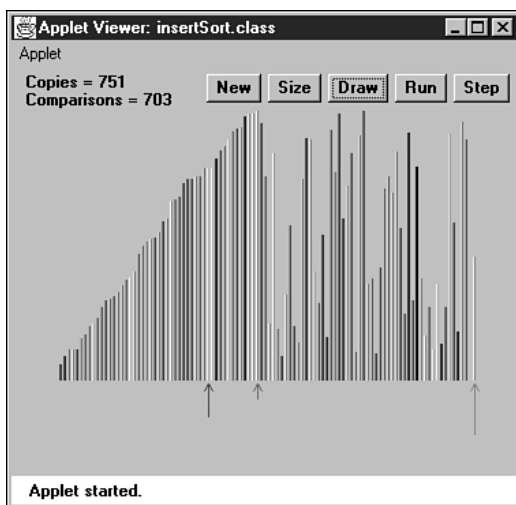 Applet Viewer: insertSort.class
Applet
Copies = 751
Comparisons = 703
New Size Draw Run Step
Applet started.